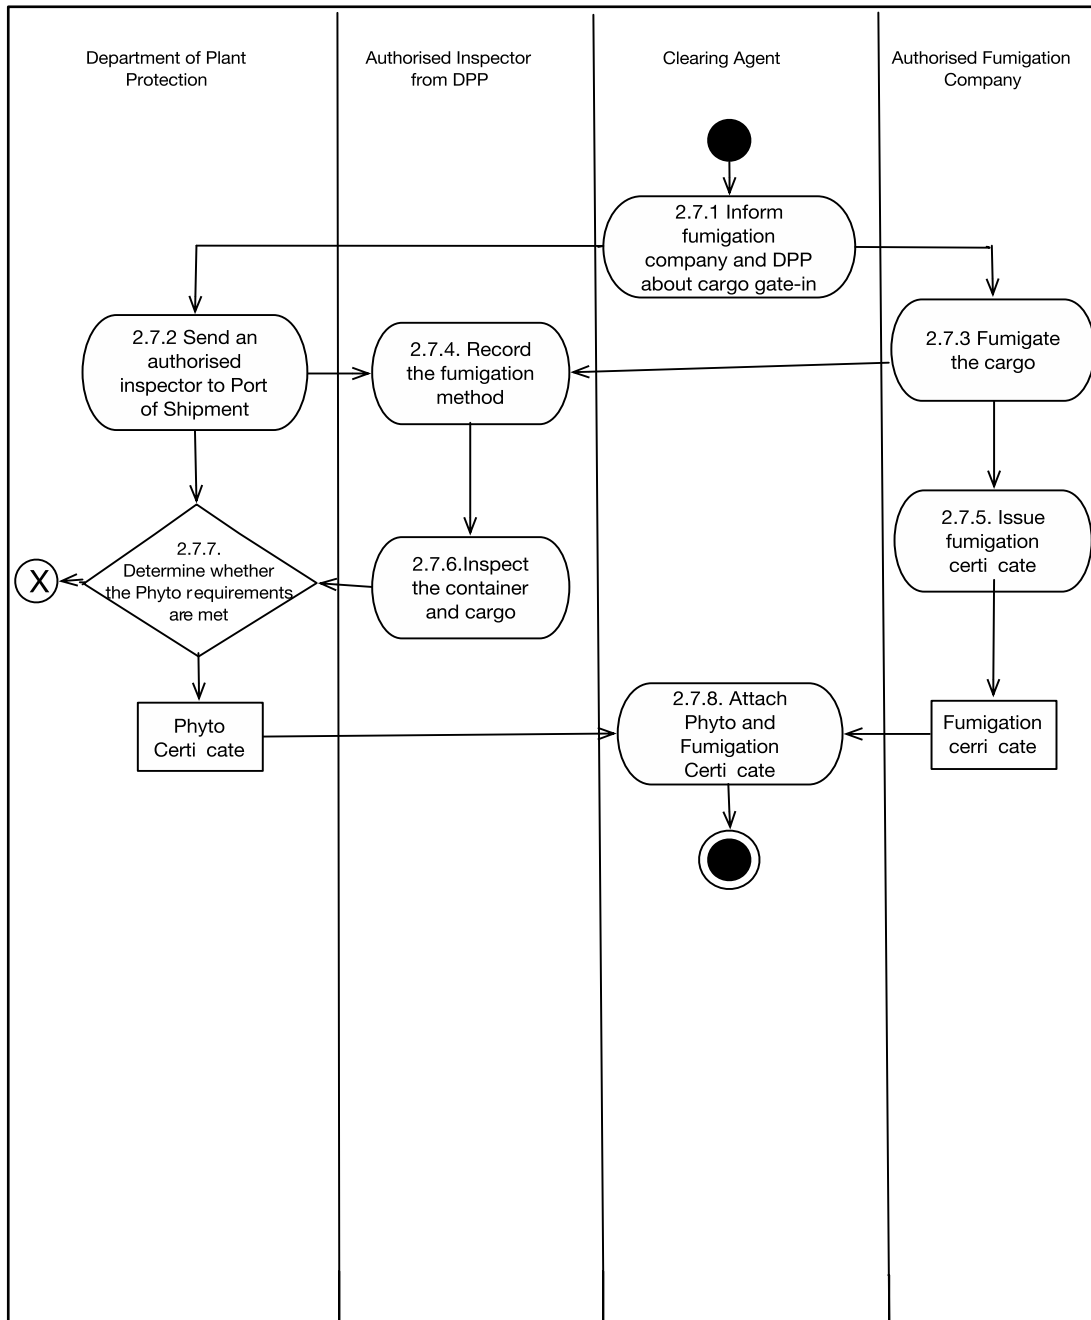 Department of Plant
Protection
Authorised Inspector
from DPP
Clearing Agent
Authorised Fumigation
Company
2.7.1 Inform
fumigation
company and DPP
about cargo gate-in
2.7.2 Send an
authorised
inspector to Port
of Shipment
2.7.4. Record
the fumigation
method
2.7.3 Fumigate
the cargo
2.7.5. Issue
fumigation
certi cate
2.7.7.
Determine whether
the Phyto requirements
are met
X
2.7.6.Inspect
the container
and cargo
Phyto
Certi cate
2.7.8. Attach
Phyto and
Fumigation
Certi cate
Fumigation
cerri cate